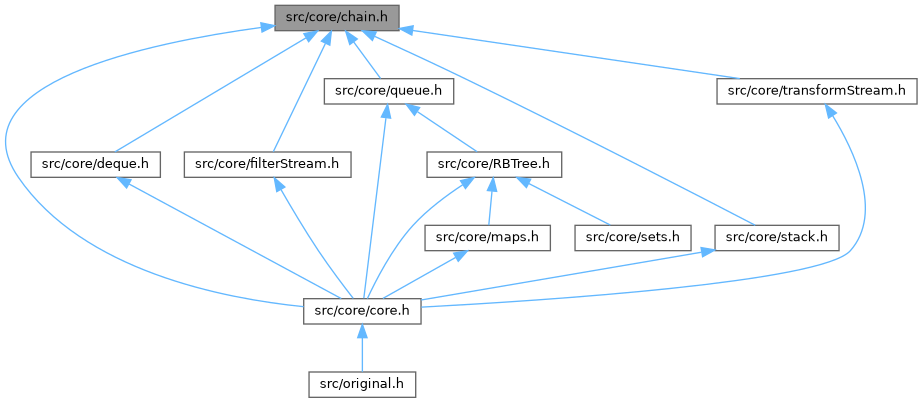 src/core/chain.h
src/core/queue.h
src/core/transformStream.h
src/core/deque.h
src/core/filterStream.h
src/core/RBTree.h
src/core/maps.h
src/core/sets.h
src/core/stack.h
src/core/core.h
src/original.h